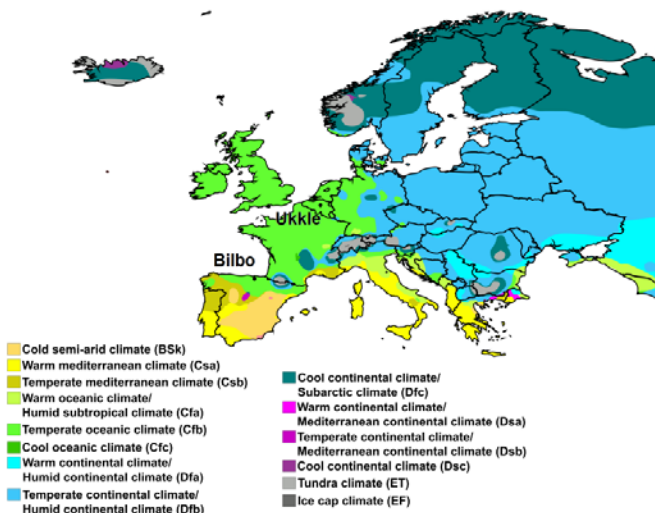 Ukkle
Bilbo
Cold semi-arid climate (BSk)
Warm mediterranean climate (Csa)
Temperate mediterranean climate (Csb)
Warm oceanic climate/
Humid subtropical climate (Cfa)
Temperate oceanic climate (Cfb)
Cool oceanic climate (Cfc)
Warm continental climate/
Humid continental climate (Dfa)
Temperate continental climate/
Humid continental climate (Dfb)
Cool continental climate/
Subarctic climate (Dfc)
Warm continental climate/
Mediterranean continental climate (Dsa)
Temperate continental climate/
Mediterranean continental climate (Dsb)
Cool continental climate (Dsc)
Tundra climate (ET)
Ice cap climate (EF)